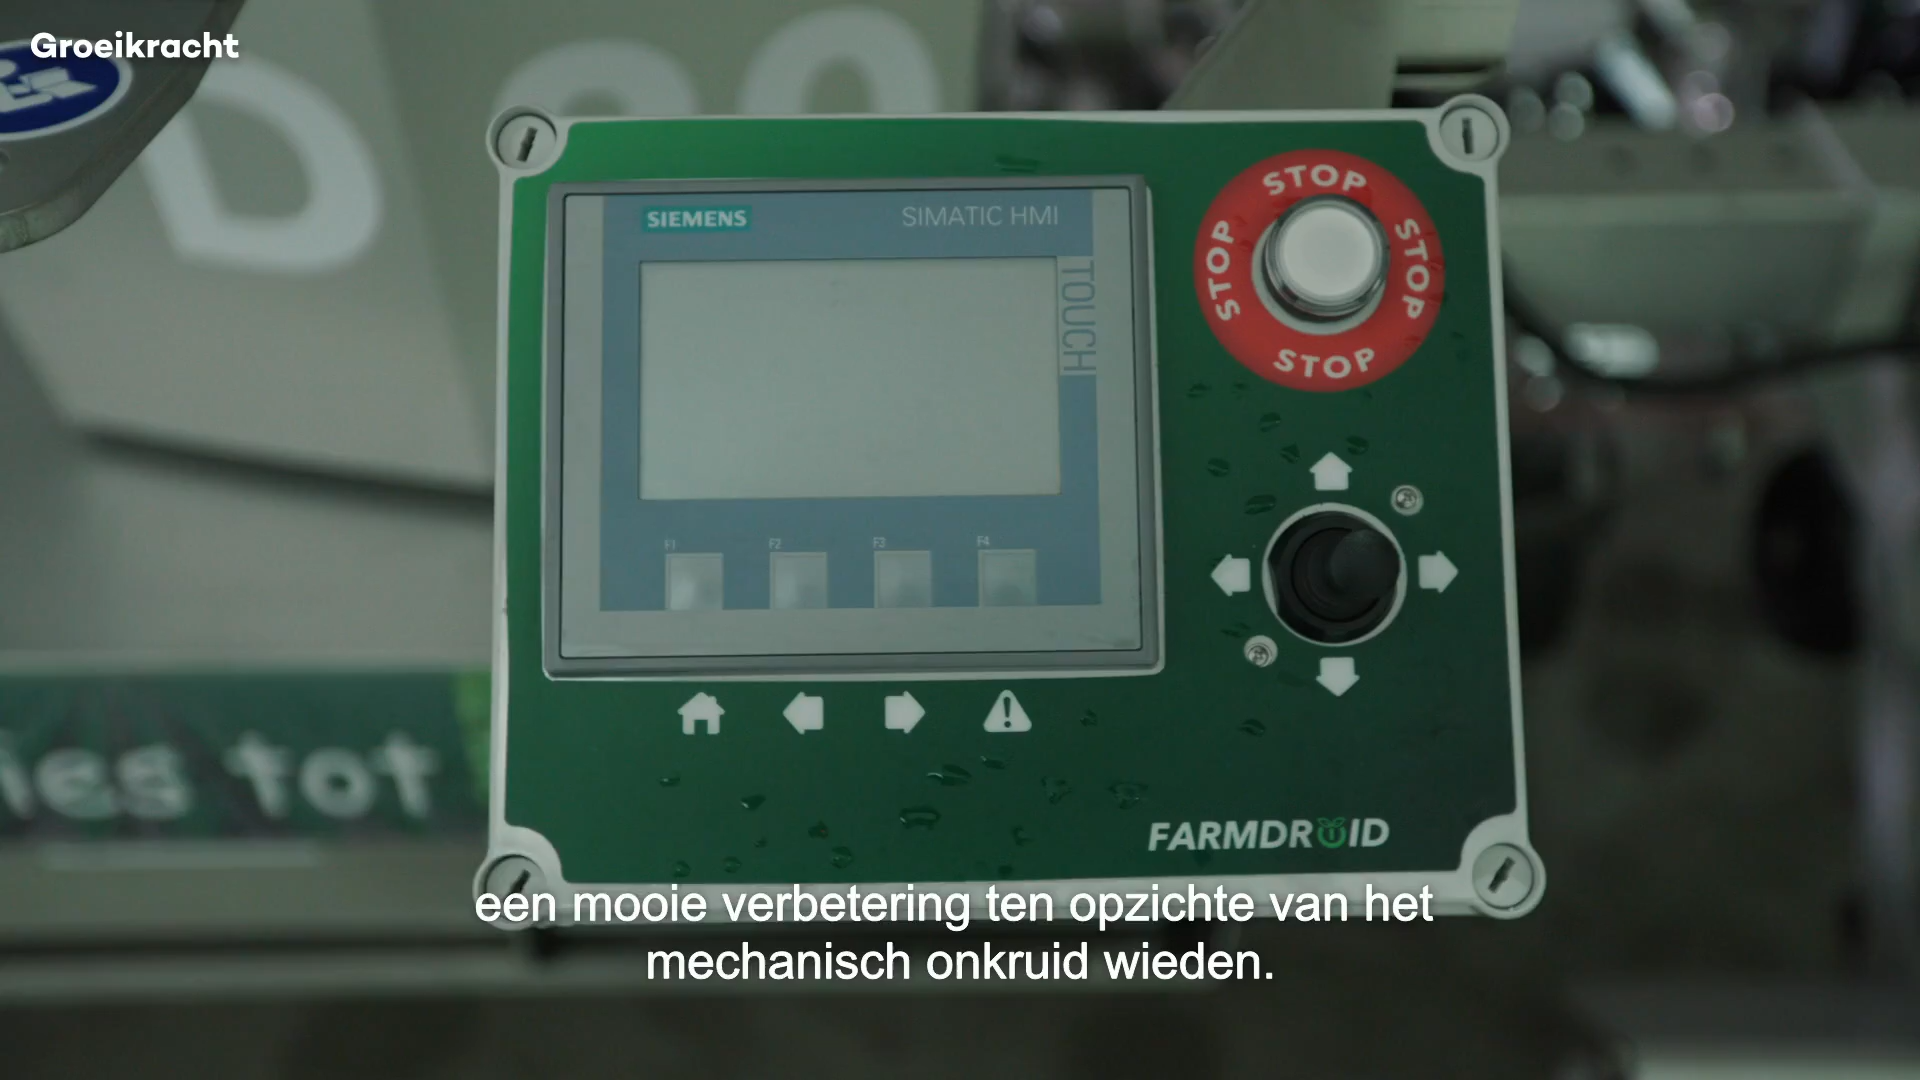 Groeikracht
SIEMENS
SIMATIC HMI
TOUCH
F1
F2
F3
F4
STOP
STOP
STOP
STOP
FARMDROID
tot
een mooie verbetering ten opzichte van het
mechanisch onkruid wieden.